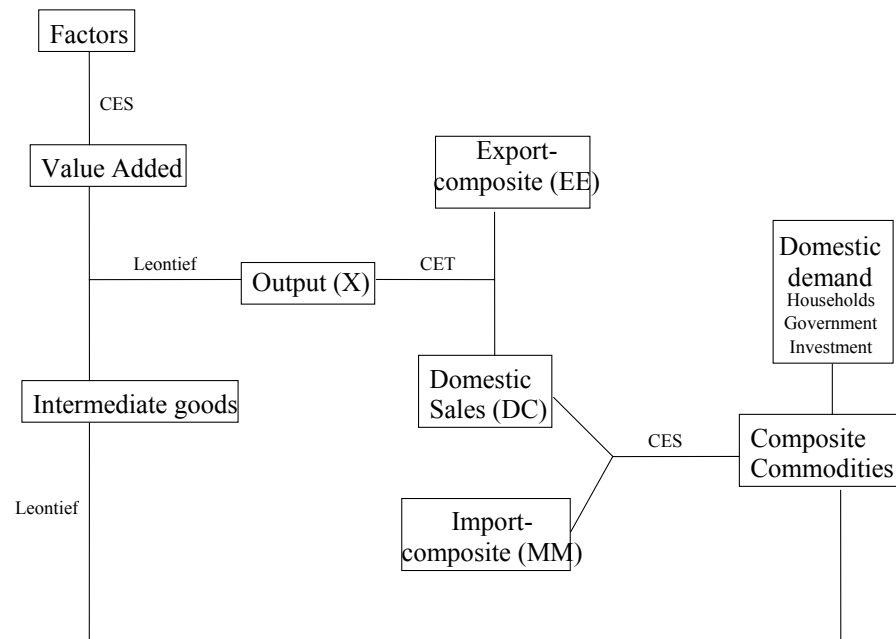 Factors
CES
Value Added
Export-
composite (EE)
Leontief
Output (X)
CET
Domestic
demand
Households
Government
Investment
Domestic
Sales (DC)
Intermediate goods
CES
Composite
Commodities
Leontief
Import-
composite (MM)